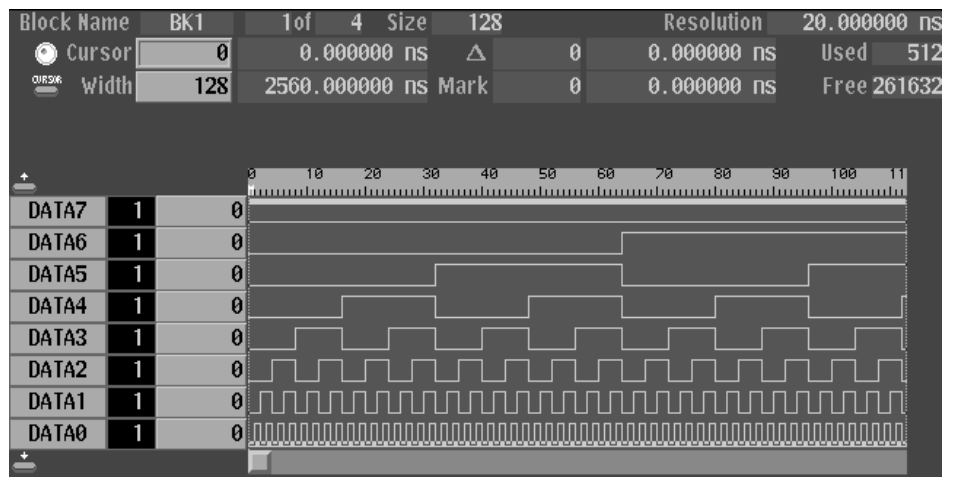 Block Name BK1 1of 4 Size 128 Resolution 20.000000 ns
Cursor 0 0.000000 ns Δ 0 0.000000 ns Used 512
CURSOR Width 128 2560.000000 ns Mark 0 0.000000 ns Free 261632
0 10 20 30 40 50 60 70 80 90 100 11
DATA7 1 0
DATA6 1 0
DATA5 1 0
DATA4 1 0
DATA3 1 0
DATA2 1 0
DATA1 1 0
DATA0 1 0